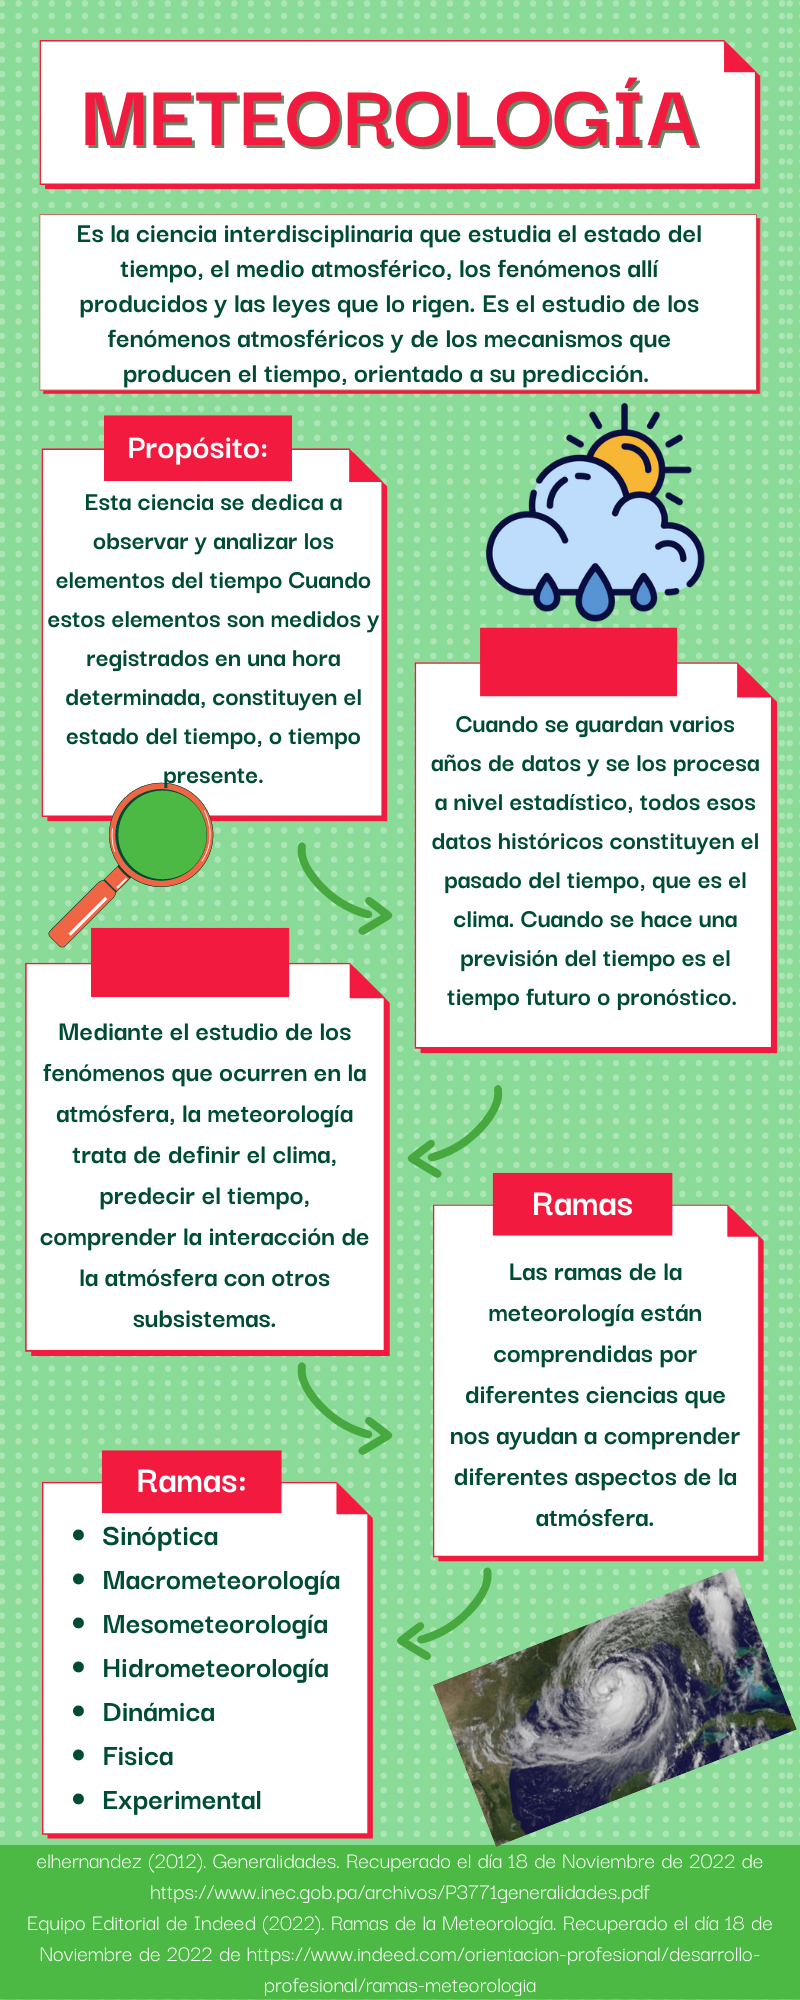 METEOROLOGÍA
Es la ciencia interdisciplinaria que estudia el estado del
tiempo, el medio atmosférico, los fenómenos allí
producidos y las leyes que lo rigen. Es el estudio de los
fenómenos atmosféricos y de los mecanismos que
producen el tiempo, orientado a su predicción.
Propósito:
Esta ciencia se dedica a
observar y analizar los
elementos del tiempo Cuando
estos elementos son medidos y
registrados en una hora
determinada, constituyen el
estado del tiempo, o tiempo
presente.
Cuando se guardan varios
años de datos y se los procesa
a nivel estadístico, todos esos
datos históricos constituyen el
pasado del tiempo, que es el
clima. Cuando se hace una
previsión del tiempo es el
tiempo futuro o pronóstico.
Mediante el estudio de los
fenómenos que ocurren en la
atmósfera, la meteorología
trata de definir el clima,
predecir el tiempo,
comprender la interacción de
la atmósfera con otros
subsistemas.
Ramas
Las ramas de la
meteorología están
comprendidas por
diferentes ciencias que
nos ayudan a comprender
diferentes aspectos de la
atmósfera.
Ramas:
• Sinóptica
• Macrometeorología
• Mesometeorología
• Hidrometeorología
• Dinámica
• Fisica
• Experimental
elhernandez (2012). Generalidades. Recuperado el día 18 de Noviembre de 2022 de
https://www.inec.gob.pa/archivos/P3771generalidades.pdf
Equipo Editorial de Indeed (2022). Ramas de la Meteorología. Recuperado el día 18 de
Noviembre de 2022 de https://www.indeed.com/orientacion-profesional/desarrollo-
profesional/ramas-meteorologia